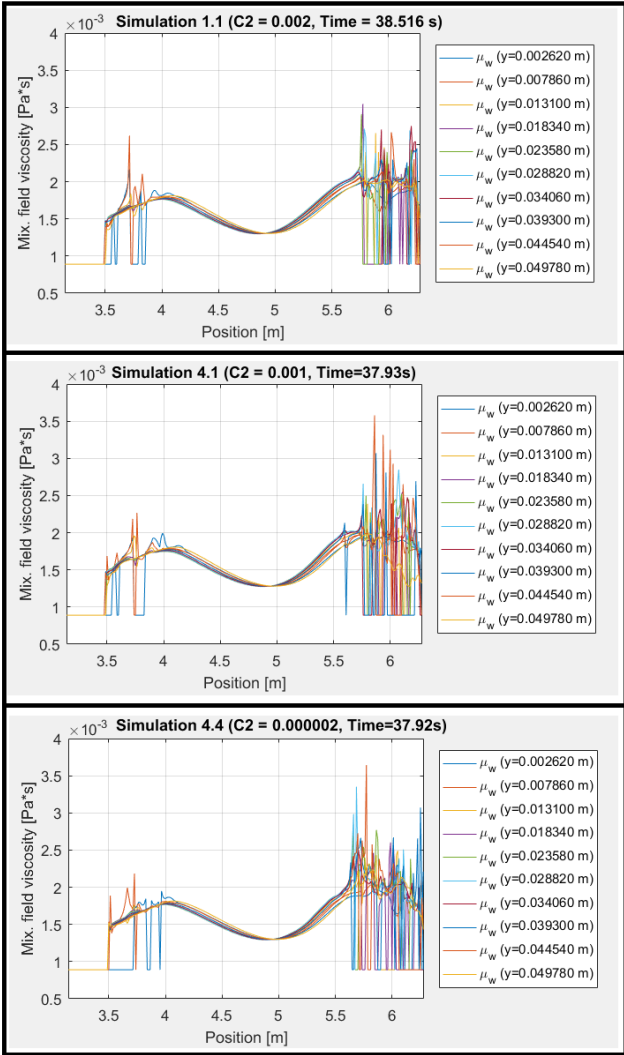 Simulation 1.1 (C2 = 0.002, Time = 38.516 s)
×10⁻³
4
3.5
3
2.5
2
1.5
1
0.5
Mix. field viscosity [Pa*s]
3.5 4 4.5 5 5.5 6
Position [m]
μw (y=0.002620 m)
μw (y=0.007860 m)
μw (y=0.013100 m)
μw (y=0.018340 m)
μw (y=0.023580 m)
μw (y=0.028820 m)
μw (y=0.034060 m)
μw (y=0.039300 m)
μw (y=0.044540 m)
μw (y=0.049780 m)
Simulation 4.1 (C2 = 0.001, Time=37.93s)
×10⁻³
4
3.5
3
2.5
2
1.5
1
0.5
Mix. field viscosity [Pa*s]
3.5 4 4.5 5 5.5 6
Position [m]
μw (y=0.002620 m)
μw (y=0.007860 m)
μw (y=0.013100 m)
μw (y=0.018340 m)
μw (y=0.023580 m)
μw (y=0.028820 m)
μw (y=0.034060 m)
μw (y=0.039300 m)
μw (y=0.044540 m)
μw (y=0.049780 m)
Simulation 4.4 (C2 = 0.000002, Time=37.92s)
×10⁻³
4
3.5
3
2.5
2
1.5
1
0.5
Mix. field viscosity [Pa*s]
3.5 4 4.5 5 5.5 6
Position [m]
μw (y=0.002620 m)
μw (y=0.007860 m)
μw (y=0.013100 m)
μw (y=0.018340 m)
μw (y=0.023580 m)
μw (y=0.028820 m)
μw (y=0.034060 m)
μw (y=0.039300 m)
μw (y=0.044540 m)
μw (y=0.049780 m)